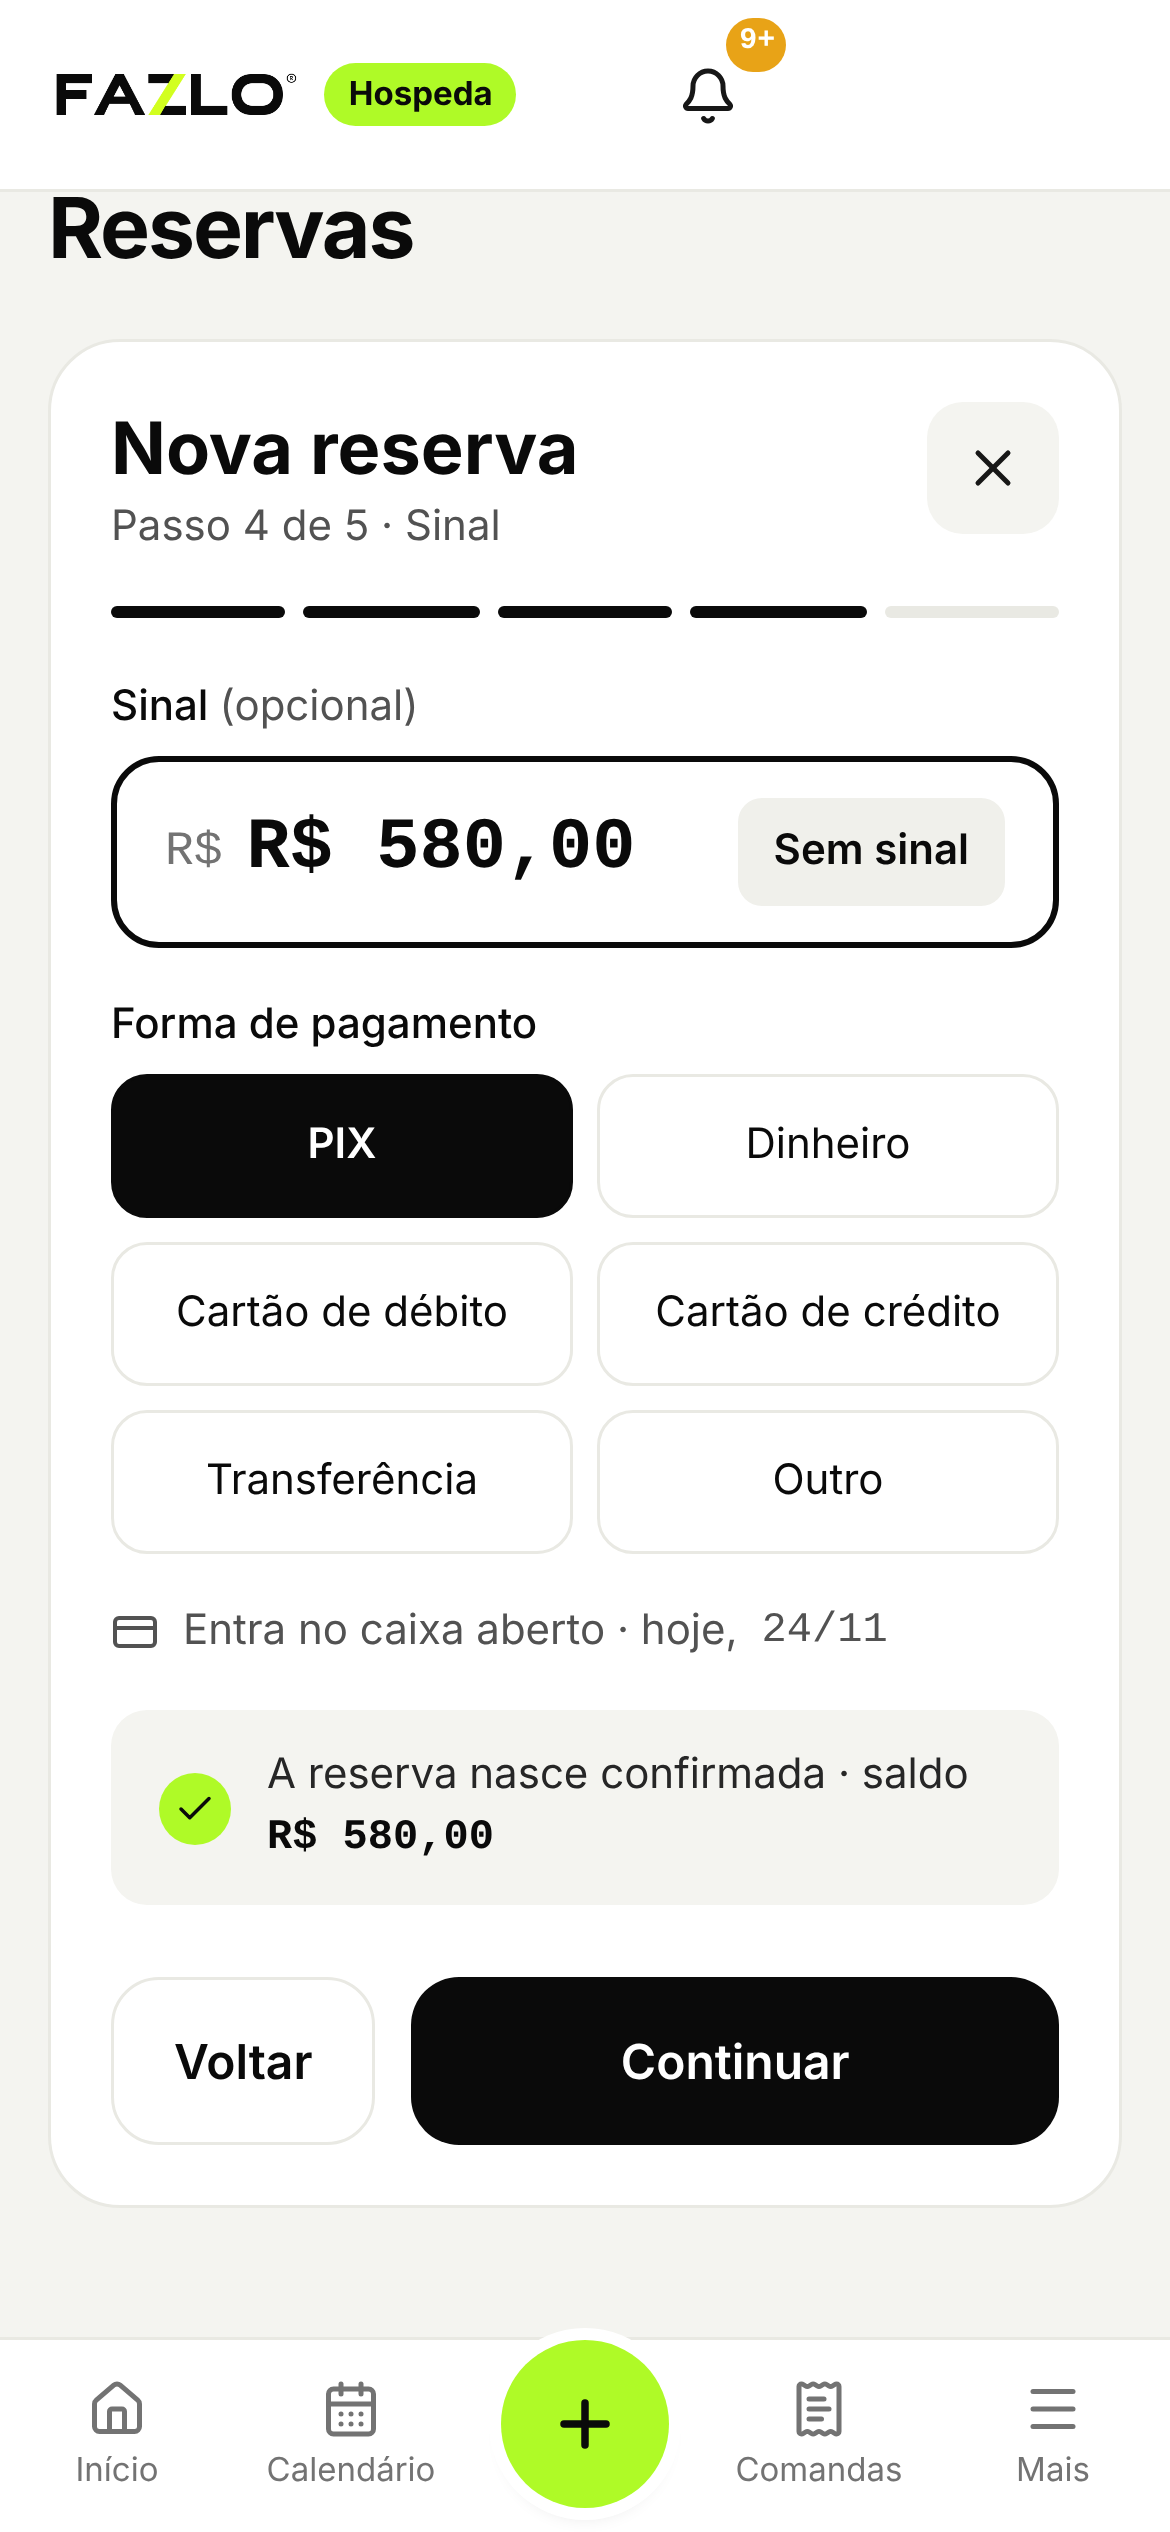 FAZLO®
Hospeda
9+
Reservas
Nova reserva
Passo 4 de 5 · Sinal
Sinal (opcional)
R$ R$ 580,00
Sem sinal
Forma de pagamento
PIX
Dinheiro
Cartão de débito
Cartão de crédito
Transferência
Outro
Entra no caixa aberto · hoje, 24/11
A reserva nasce confirmada · saldo
R$ 580,00
Voltar
Continuar
Início
Calendário
Comandas
Mais